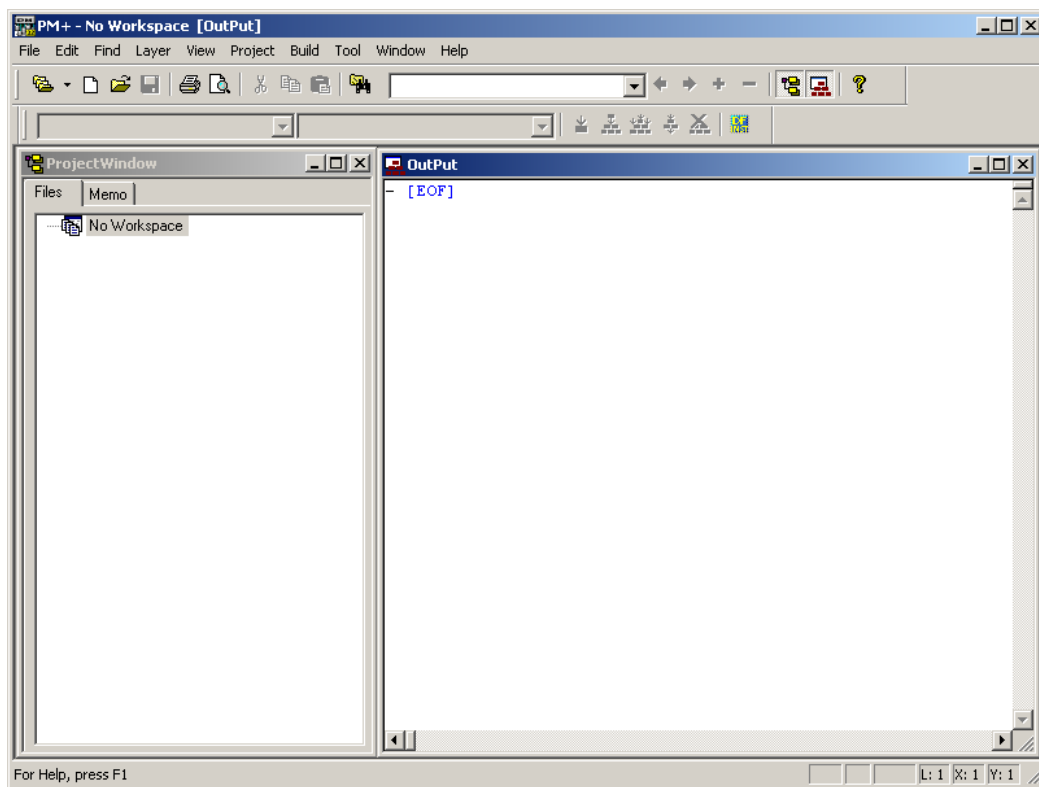 PM+ - No Workspace [OutPut]
File Edit Find Layer View Project Build Tool Window Help
ProjectWindow
Files Memo
No Workspace
OutPut
[EOF]
For Help, press F1
L: 1 X: 1 Y: 1